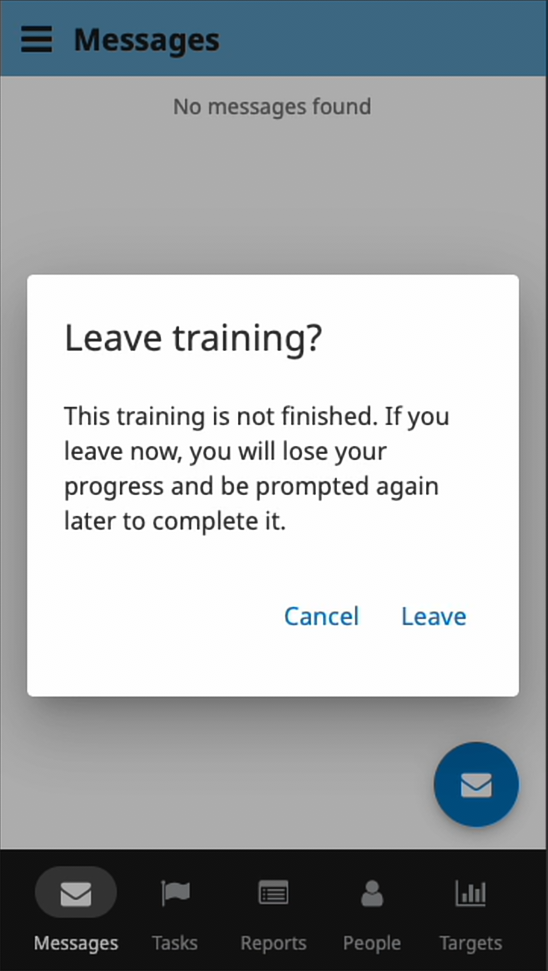 Messages
No messages found
Leave training?
This training is not finished. If you
leave now, you will lose your
progress and be prompted again
later to complete it.
Cancel Leave
Messages Tasks Reports People Targets